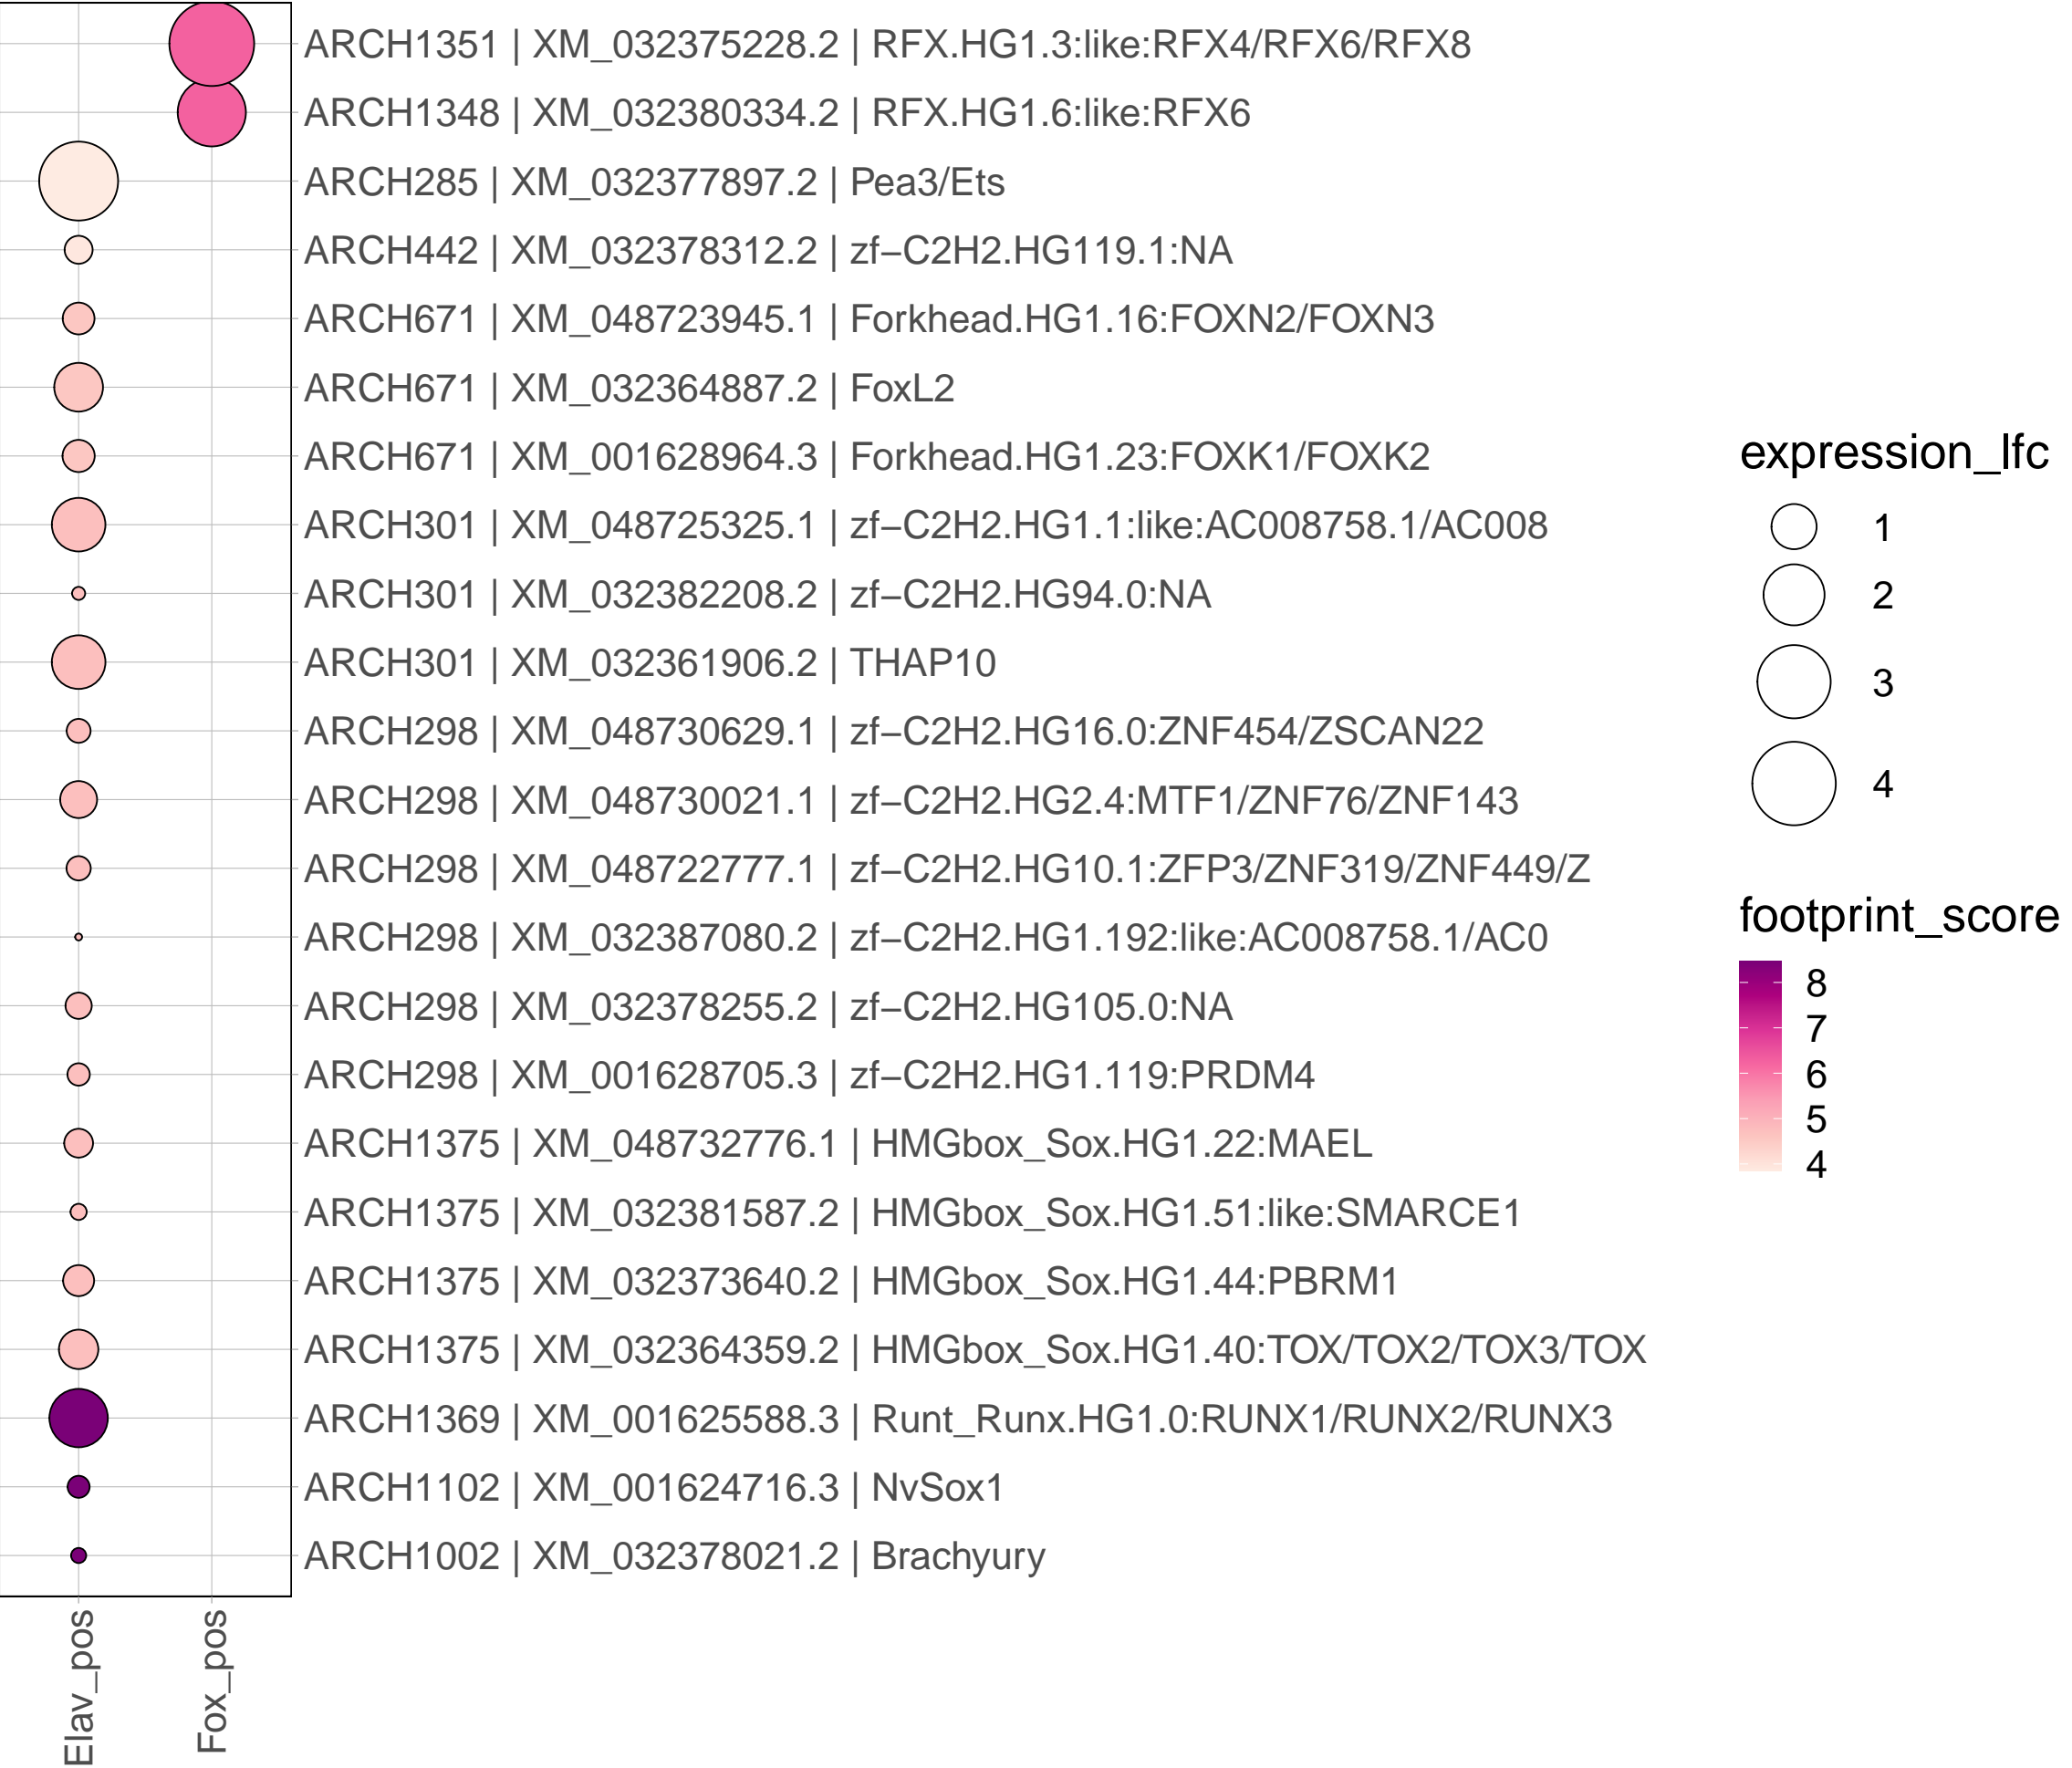 ARCH1351 | XM_032375228.2 | RFX.HG1.3:like:RFX4/RFX6/RFX8
ARCH1348 | XM_032380334.2 | RFX.HG1.6:like:RFX6
ARCH285 | XM_032377897.2 | Pea3/Ets
ARCH442 | XM_032378312.2 | zf−C2H2.HG119.1:NA
ARCH671 | XM_048723945.1 | Forkhead.HG1.16:FOXN2/FOXN3
ARCH671 | XM_032364887.2 | FoxL2
ARCH671 | XM_001628964.3 | Forkhead.HG1.23:FOXK1/FOXK2
ARCH301 | XM_048725325.1 | zf−C2H2.HG1.1:like:AC008758.1/AC008
ARCH301 | XM_032382208.2 | zf−C2H2.HG94.0:NA
ARCH301 | XM_032361906.2 | THAP10
ARCH298 | XM_048730629.1 | zf−C2H2.HG16.0:ZNF454/ZSCAN22
ARCH298 | XM_048730021.1 | zf−C2H2.HG2.4:MTF1/ZNF76/ZNF143
ARCH298 | XM_048722777.1 | zf−C2H2.HG10.1:ZFP3/ZNF319/ZNF449/Z
ARCH298 | XM_032387080.2 | zf−C2H2.HG1.192:like:AC008758.1/AC0
ARCH298 | XM_032378255.2 | zf−C2H2.HG105.0:NA
ARCH298 | XM_001628705.3 | zf−C2H2.HG1.119:PRDM4
ARCH1375 | XM_048732776.1 | HMGbox_Sox.HG1.22:MAEL
ARCH1375 | XM_032381587.2 | HMGbox_Sox.HG1.51:like:SMARCE1
ARCH1375 | XM_032373640.2 | HMGbox_Sox.HG1.44:PBRM1
ARCH1375 | XM_032364359.2 | HMGbox_Sox.HG1.40:TOX/TOX2/TOX3/TOX
ARCH1369 | XM_001625588.3 | Runt_Runx.HG1.0:RUNX1/RUNX2/RUNX3
ARCH1102 | XM_001624716.3 | NvSox1
ARCH1002 | XM_032378021.2 | Brachyury
Elav_pos
Fox_pos
expression_lfc
1
2
3
4
footprint_score
8
7
6
5
4